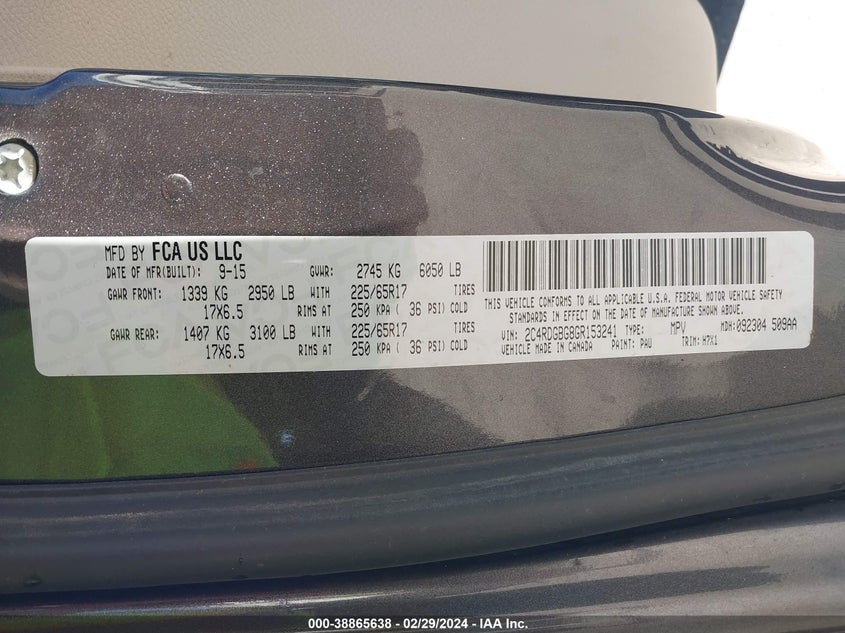 MFD BY FCA US LLC
DATE OF MFR(BUILT): 9-15 GVWR: 2745 KG 6050 LB
GAWR FRONT: 1339 KG 2950 LB WITH 225/65R17 TIRES
17X6.5 RIMS AT 250 KPA ( 36 PSI) COLD
GAWR REAR: 1407 KG 3100 LB WITH 225/65R17 TIRES
17X6.5 RIMS AT 250 KPA ( 36 PSI) COLD
THIS VEHICLE CONFORMS TO ALL APPLICABLE U.S.A. FEDERAL MOTOR VEHICLE SAFETY
STANDARDS IN EFFECT ON THE DATE OF MANUFACTURE SHOWN ABOVE.
VIN: 2C4RDGBG8GR153241 TYPE: MPV MDH: 092304 509AA
VEHICLE MADE IN CANADA PAINT: PAU TRIM: H7X1
000-38865638 - 02/29/2024 - IAA Inc.